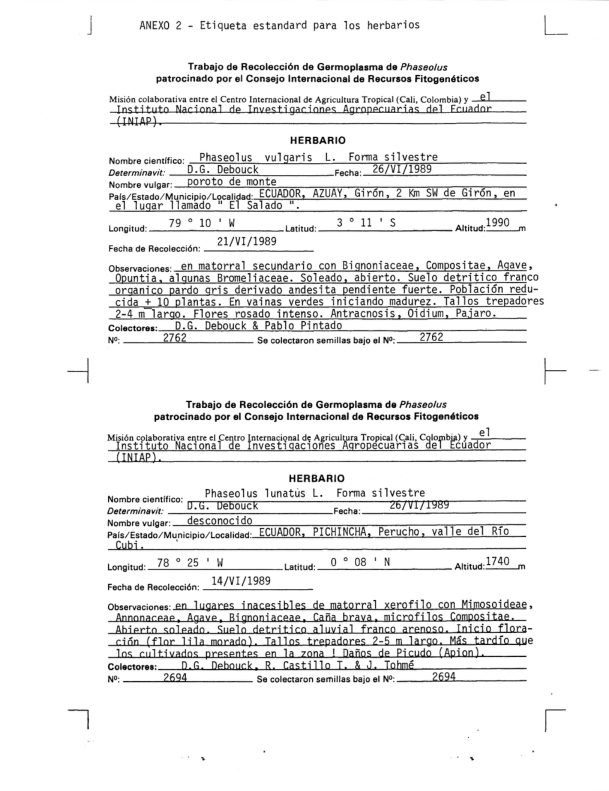 ANEXO 2 - Etiqueta estandard para los herbarios
Trabajo de Recolección de Germoplasma de Phaseolus
patrocinado por el Consejo Internacional de Recursos Fitogenéticos
Misión colaborativa entre el Centro Internacional de Agricultura Tropical (Cali, Colombia) y el
Instituto Nacional de Investigaciones Agropecuarias del Ecuador
(INIAP).
HERBARIO
Nombre científico: Phaseolus vulgaris L. Forma silvestre
Determinavit: D.G. Debouck Fecha: 26/VI/1989
Nombre vulgar: poroto de monte
País/Estado/Municipio/Localidad: ECUADOR, AZUAY, Girón, 2 Km SW de Girón, en
el lugar llamado " El Salado ".
Longitud: 79 ° 10 ' W Latitud: 3 ° 11 ' S Altitud: 1990 m
Fecha de Recolección: 21/VI/1989
Observaciones: en matorral secundario con Bignoniaceae, Compositae, Agave,
Opuntia, algunas Bromeliaceae. Soleado, abierto. Suelo detritico franco
organico pardo gris derivado andesita pendiente fuerte. Población redu-
cida + 10 plantas. En vainas verdes iniciando madurez. Tallos trepadores
2-4 m largo. Flores rosado intenso. Antracnosis, Oidium, Pajaro.
Colectores: D.G. Debouck & Pablo Pintado
Nº: 2762 Se colectaron semillas bajo el Nº: 2762
Trabajo de Recolección de Germoplasma de Phaseolus
patrocinado por el Consejo Internacional de Recursos Fitogenéticos
Misión colaborativa entre el Centro Internacional de Agricultura Tropical (Cali, Colombia) y el
Instituto Nacional de Investigaciones Agropecuarias del Ecuador
(INIAP).
HERBARIO
Nombre científico: Phaseolus lunatus L. Forma silvestre
Determinavit: D.G. Debouck Fecha: 26/VI/1989
Nombre vulgar: desconocido
País/Estado/Municipio/Localidad: ECUADOR, PICHINCHA, Perucho, valle del Río
Cubi.
Longitud: 78 ° 25 ' W Latitud: 0 ° 08 ' N Altitud: 1740 m
Fecha de Recolección: 14/VI/1989
Observaciones: en lugares inacesibles de matorral xerofilo con Mimosoideae,
Annonaceae, Agave, Bignoniaceae, Caña brava, microfilos Compositae.
Abierto soleado. Suelo detritico aluvial franco arenoso. Inicio flora-
ción (flor lila morado). Tallos trepadores 2-5 m largo. Más tardío que
los cultivados presentes en la zona ! Daños de Picudo (Apion).
Colectores: D.G. Debouck, R. Castillo T. & J. Tohmé
Nº: 2694 Se colectaron semillas bajo el Nº: 2694